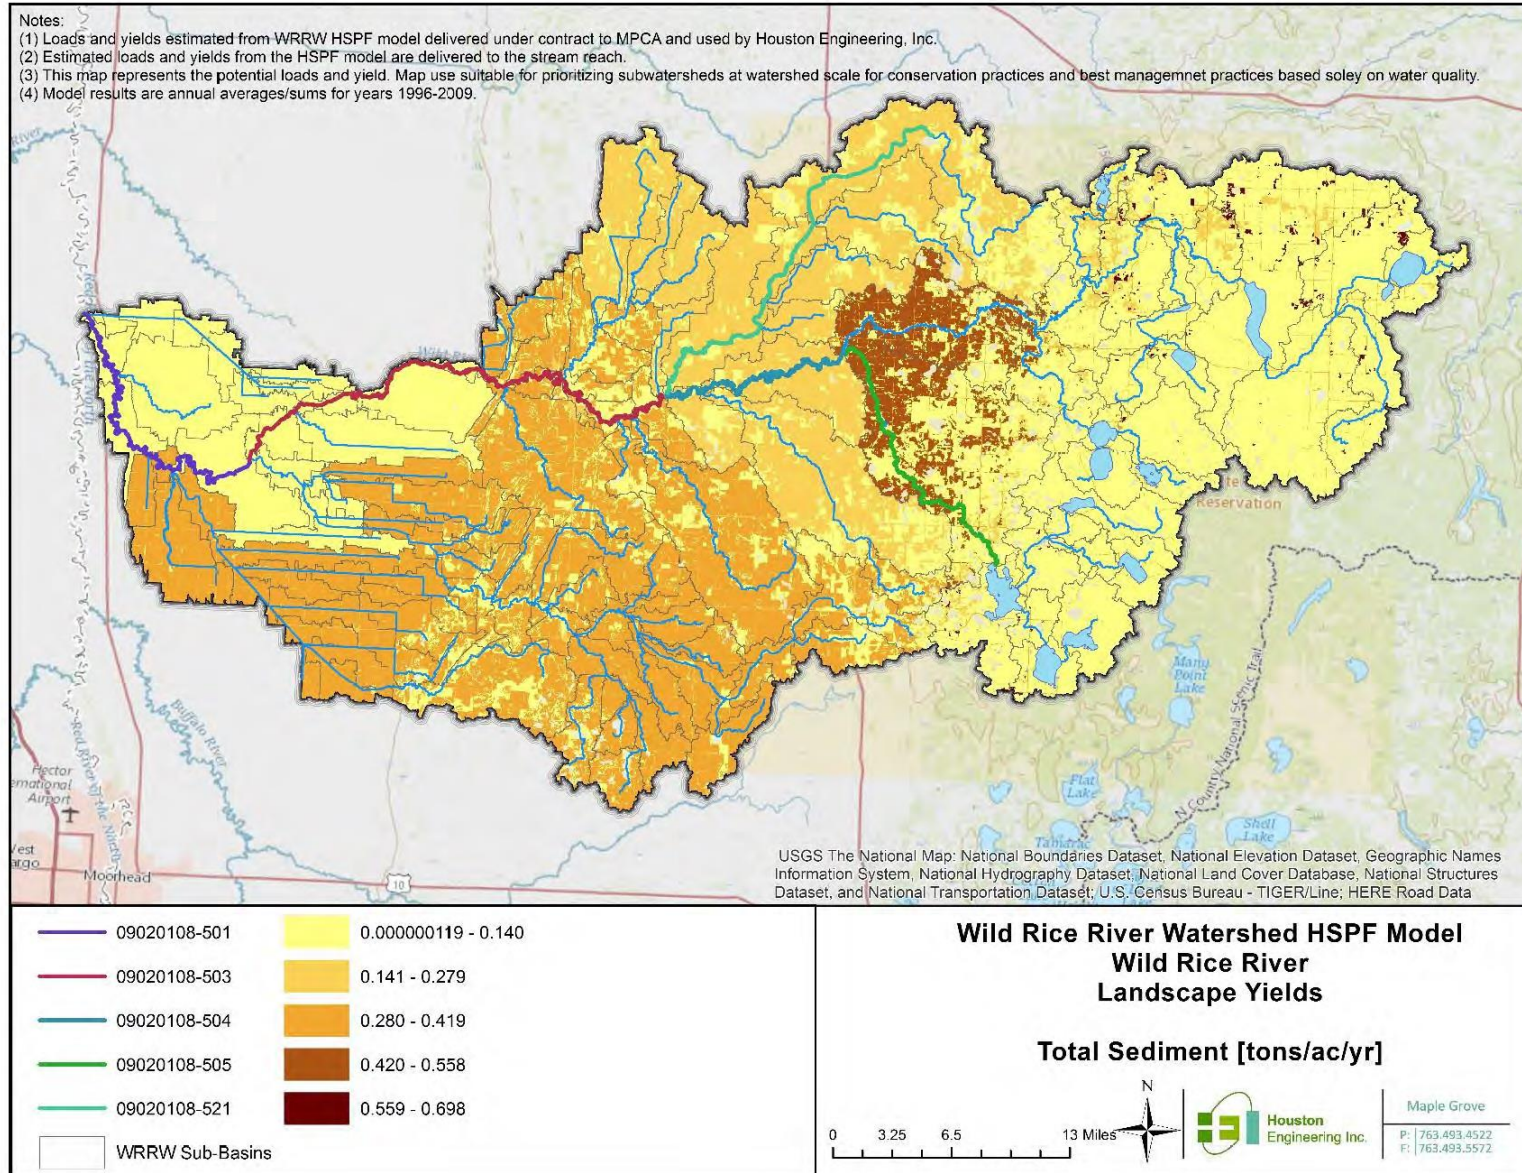 Notes:
(1) Loads and yields estimated from WRRW HSPF model delivered under contract to MPCA and used by Houston Engineering, Inc.
(2) Estimated loads and yields from the HSPF model are delivered to the stream reach.
(3) This map represents the potential loads and yield. Map use suitable for prioritizing subwatersheds at watershed scale for conservation practices and best managemnet practices based soley on water quality.
(4) Model results are annual averages/sums for years 1996-2009.
River
Wild
Reservation
Many
Point
Lake
N Country National Scenic Trail
Buffalo River
Red River of the North
Hector
Airport
Moorhead
10
Flat
Lake
Shell
Lake
Tamarac
USGS The National Map: National Boundaries Dataset, National Elevation Dataset, Geographic Names
Information System, National Hydrography Dataset, National Land Cover Database, National Structures
Dataset, and National Transportation Dataset; U.S. Census Bureau - TIGER/Line; HERE Road Data
09020108-501
0.000000119 - 0.140
09020108-503
0.141 - 0.279
09020108-504
0.280 - 0.419
09020108-505
0.420 - 0.558
09020108-521
0.559 - 0.698
WRRW Sub-Basins
Wild Rice River Watershed HSPF Model
Wild Rice River
Landscape Yields
Total Sediment [tons/ac/yr]
0 3.25 6.5 13 Miles
N
Houston
Engineering Inc.
Maple Grove
P: 763.493.4522
F: 763.493.5572